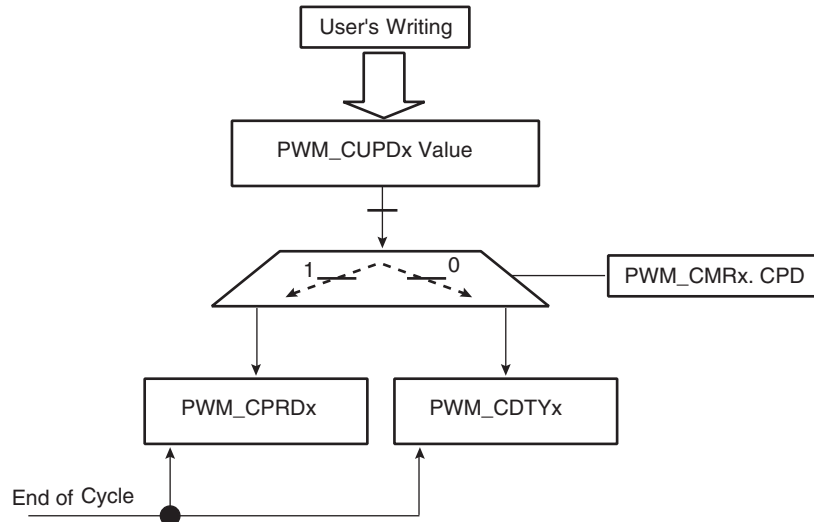 User's Writing
PWM_CUPDx Value
1
0
PWM_CMRx. CPD
PWM_CPRDx
PWM_CDTYx
End of Cycle